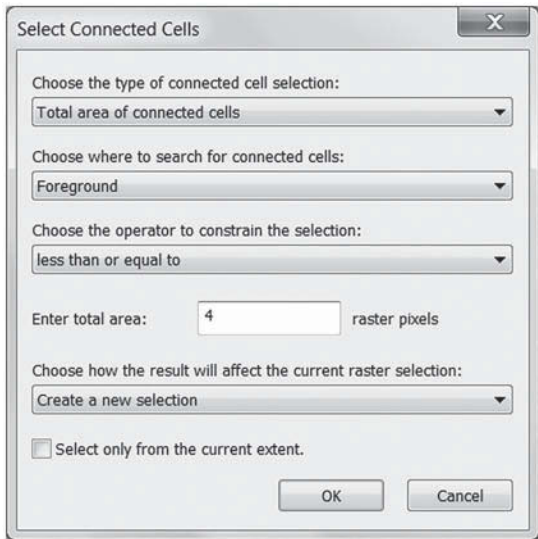 Select Connected Cells
Choose the type of connected cell selection:
Total area of connected cells
Choose where to search for connected cells:
Foreground
Choose the operator to constrain the selection:
less than or equal to
Enter total area: 4 raster pixels
Choose how the result will affect the current raster selection:
Create a new selection
Select only from the current extent.
OK Cancel